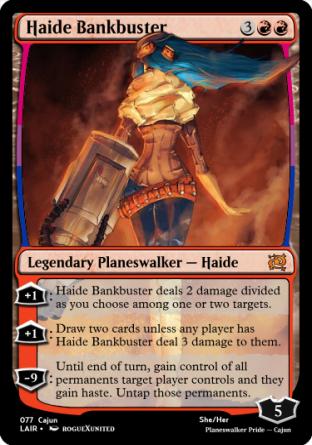 Haide Bankbuster 3
Legendary Planeswalker — Haide
+1 : Haide Bankbuster deals 2 damage divided
as you choose among one or two targets.
+1 : Draw two cards unless any player has
Haide Bankbuster deal 3 damage to them.
-9 : Until end of turn, gain control of all
permanents target player controls and they
gain haste. Untap those permanents.
5
077 Cajun She/Her
LAIR • ROGUEXUNITED Planeswalker Pride — Cajun